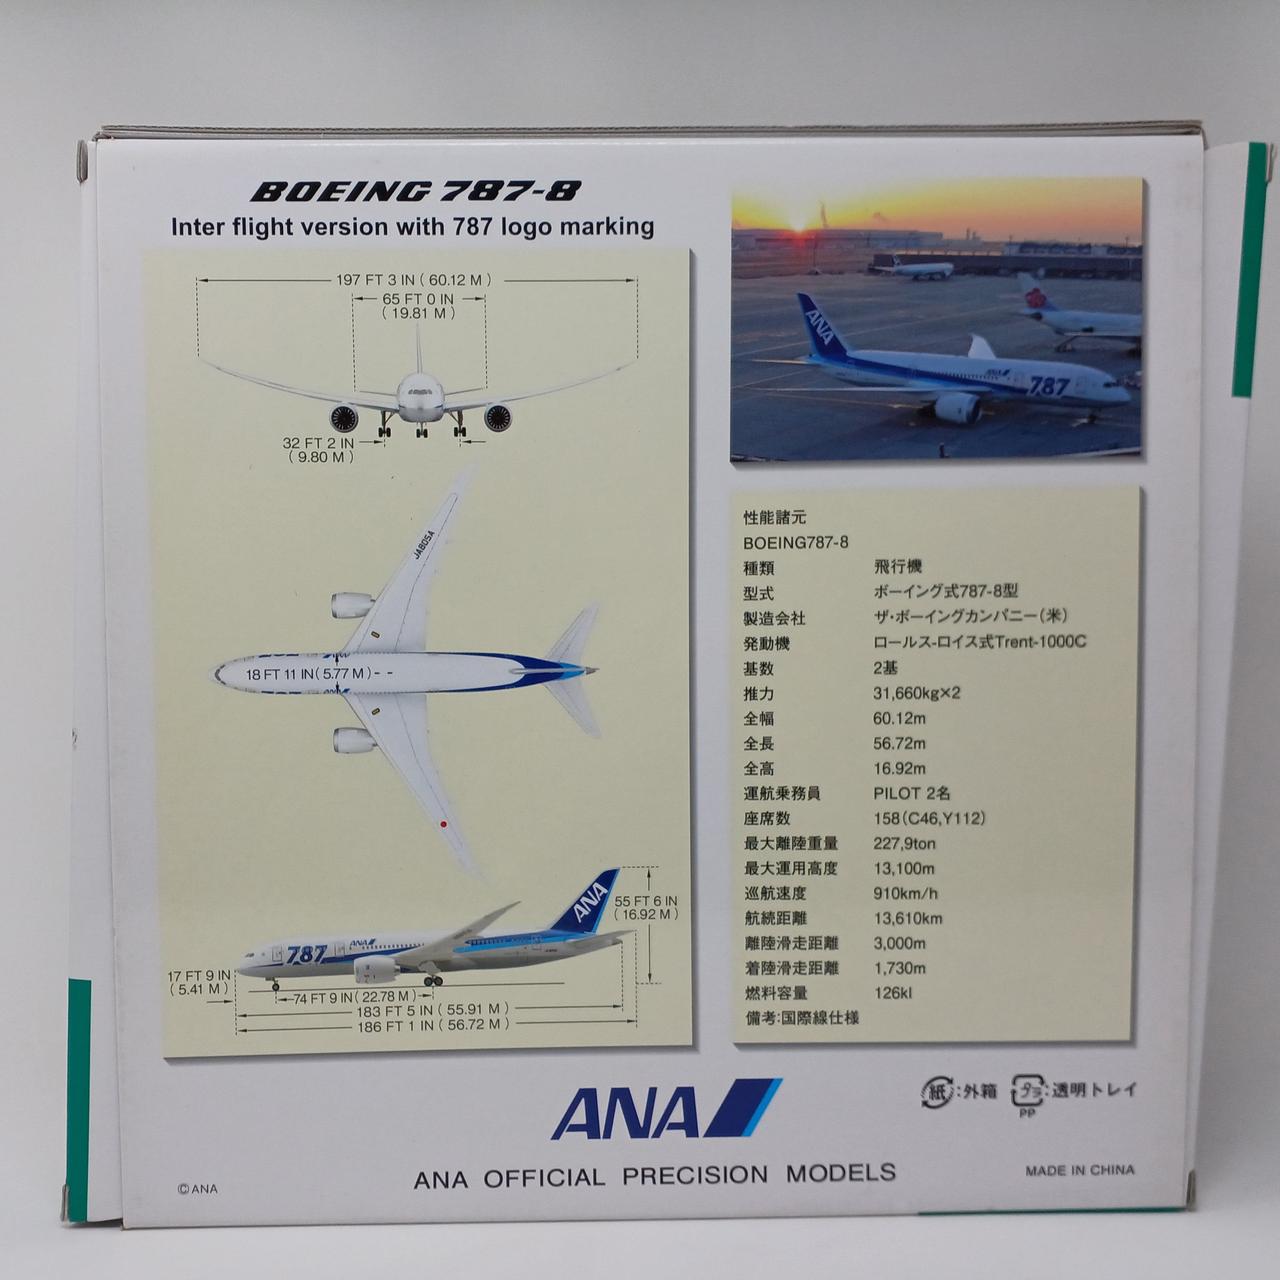 BOEING 787-8
Inter flight version with 787 logo marking
197 FT 3 IN ( 60.12 M )
65 FT 0 IN
( 19.81 M )
32 FT 2 IN
( 9.80 M )
JA805A
18 FT 11 IN( 5.77 M )
ANA
787
ANA
55 FT 6 IN
( 16.92 M )
17 FT 9 IN
( 5.41 M )
74 FT 9 IN( 22.78 M )
183 FT 5 IN ( 55.91 M )
186 FT 1 IN ( 56.72 M )
ANA
ANA
787
性能諸元
BOEING787-8
種類 飛行機
型式 ボーイング式787-8型
製造会社 ザ・ボーイングカンパニー(米)
発動機 ロールス-ロイス式Trent-1000C
基数 2基
推力 31,660kg×2
全幅 60.12m
全長 56.72m
全高 16.92m
運航乗務員 PILOT 2名
座席数 158(C46,Y112)
最大離陸重量 227,9ton
最大運用高度 13,100m
巡航速度 910km/h
航続距離 13,610km
離陸滑走距離 3,000m
着陸滑走距離 1,730m
燃料容量 126kl
備考:国際線仕様
紙:外箱 プラ:透明トレイ
PP
ANA
ANA OFFICIAL PRECISION MODELS
MADE IN CHINA
© ANA